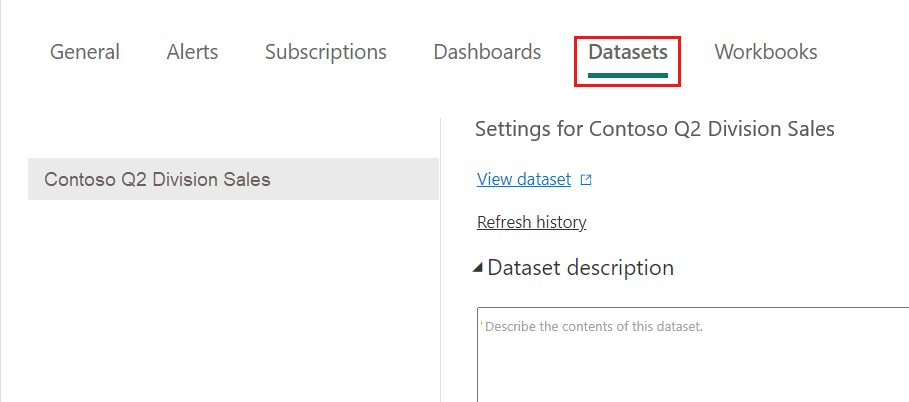 General Alerts Subscriptions Dashboards Datasets Workbooks
Contoso Q2 Division Sales
Settings for Contoso Q2 Division Sales
View dataset
Refresh history
Dataset description
Describe the contents of this dataset.